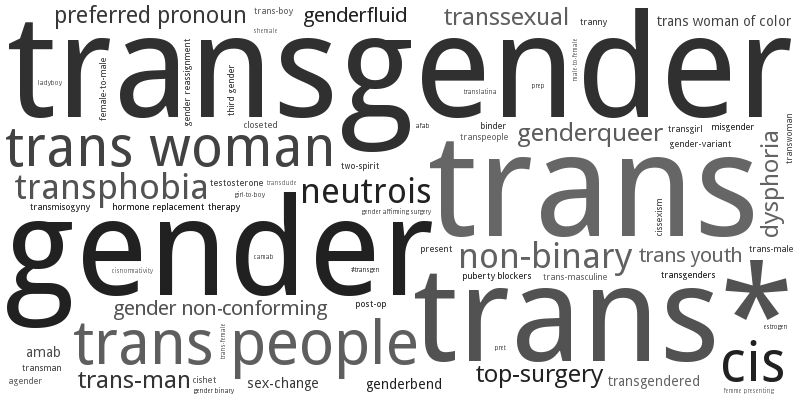 preferred pronoun
trans-boy
genderfluid
transsexual
tranny
trans woman of color
shemale
transgender
ladyboy
female-to-male
gender reassignment
third gender
translatina
prep
male-to-female
closeted
afab
binder
transpeople
genderqueer
transgirl
misgender
gender-variant
dysphoria
transwoman
trans woman
two-spirit
transphobia
testosterone
transdude
girl-to-boy
neutrois
trans
cissexism
transmisogyny
hormone replacement therapy
gender affirming surgery
gender
cisnormativity
camab
#transgen
present
non-binary
trans youth
trans-male
puberty blockers
trans-masculine
transgenders
post-op
trans*
estrogen
pret
gender non-conforming
trans people
trans-female
amab
transman
agender
trans-man
cishet
gender binary
sex-change
genderbend
top-surgery
transgendered
cis
femme presenting